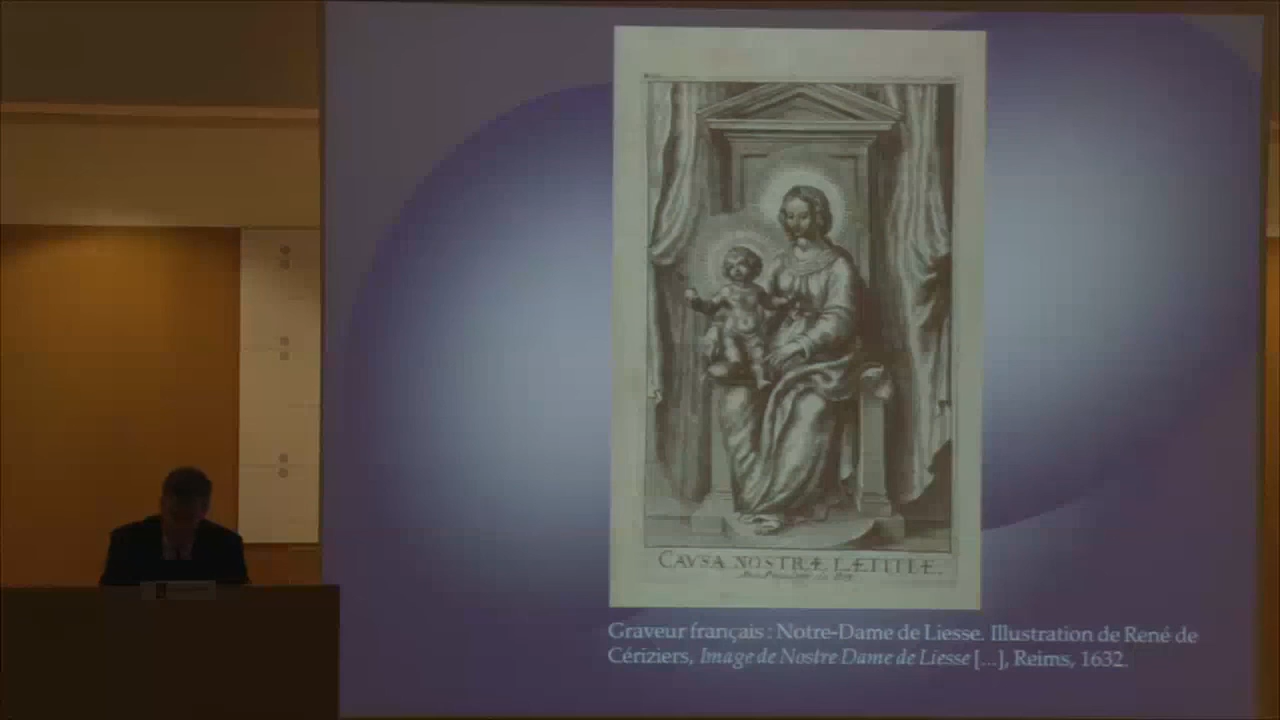 CAVSA NOSTRÆ LÆTITIÆ.
Graveur français : Notre-Dame de Liesse. Illustration de René de
Cériziers, Image de Nostre Dame de Liesse [...], Reims, 1632.